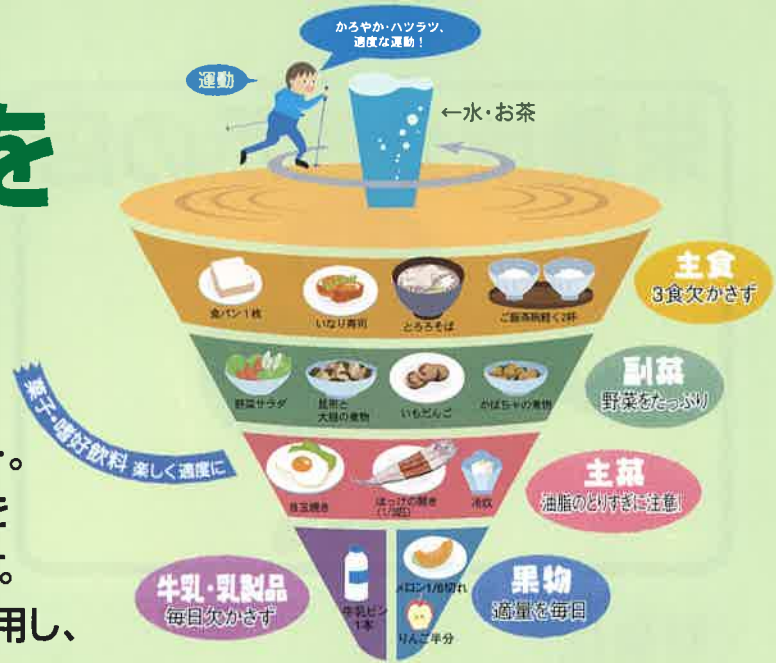 かろやか・ハツラツ、
適度な運動！
運動
←水・お茶
を
主食
3食欠かさず
食パン1枚
いなり寿司
とろろそば
ご飯茶碗軽く2杯
副菜
野菜をたっぷり
野菜サラダ
昆布と
大根の煮物
いもだんご
かぼちゃの煮物
菓子・嗜好飲料 楽しく適度に
主菜
油脂のとりすぎに注意!
目玉焼き
ほっけの開き
冷奴
牛乳・乳製品
毎日欠かさず
牛乳ビン
1本
メロン1/6切れ
りんご半分
果物
適量を毎日
。
用し、